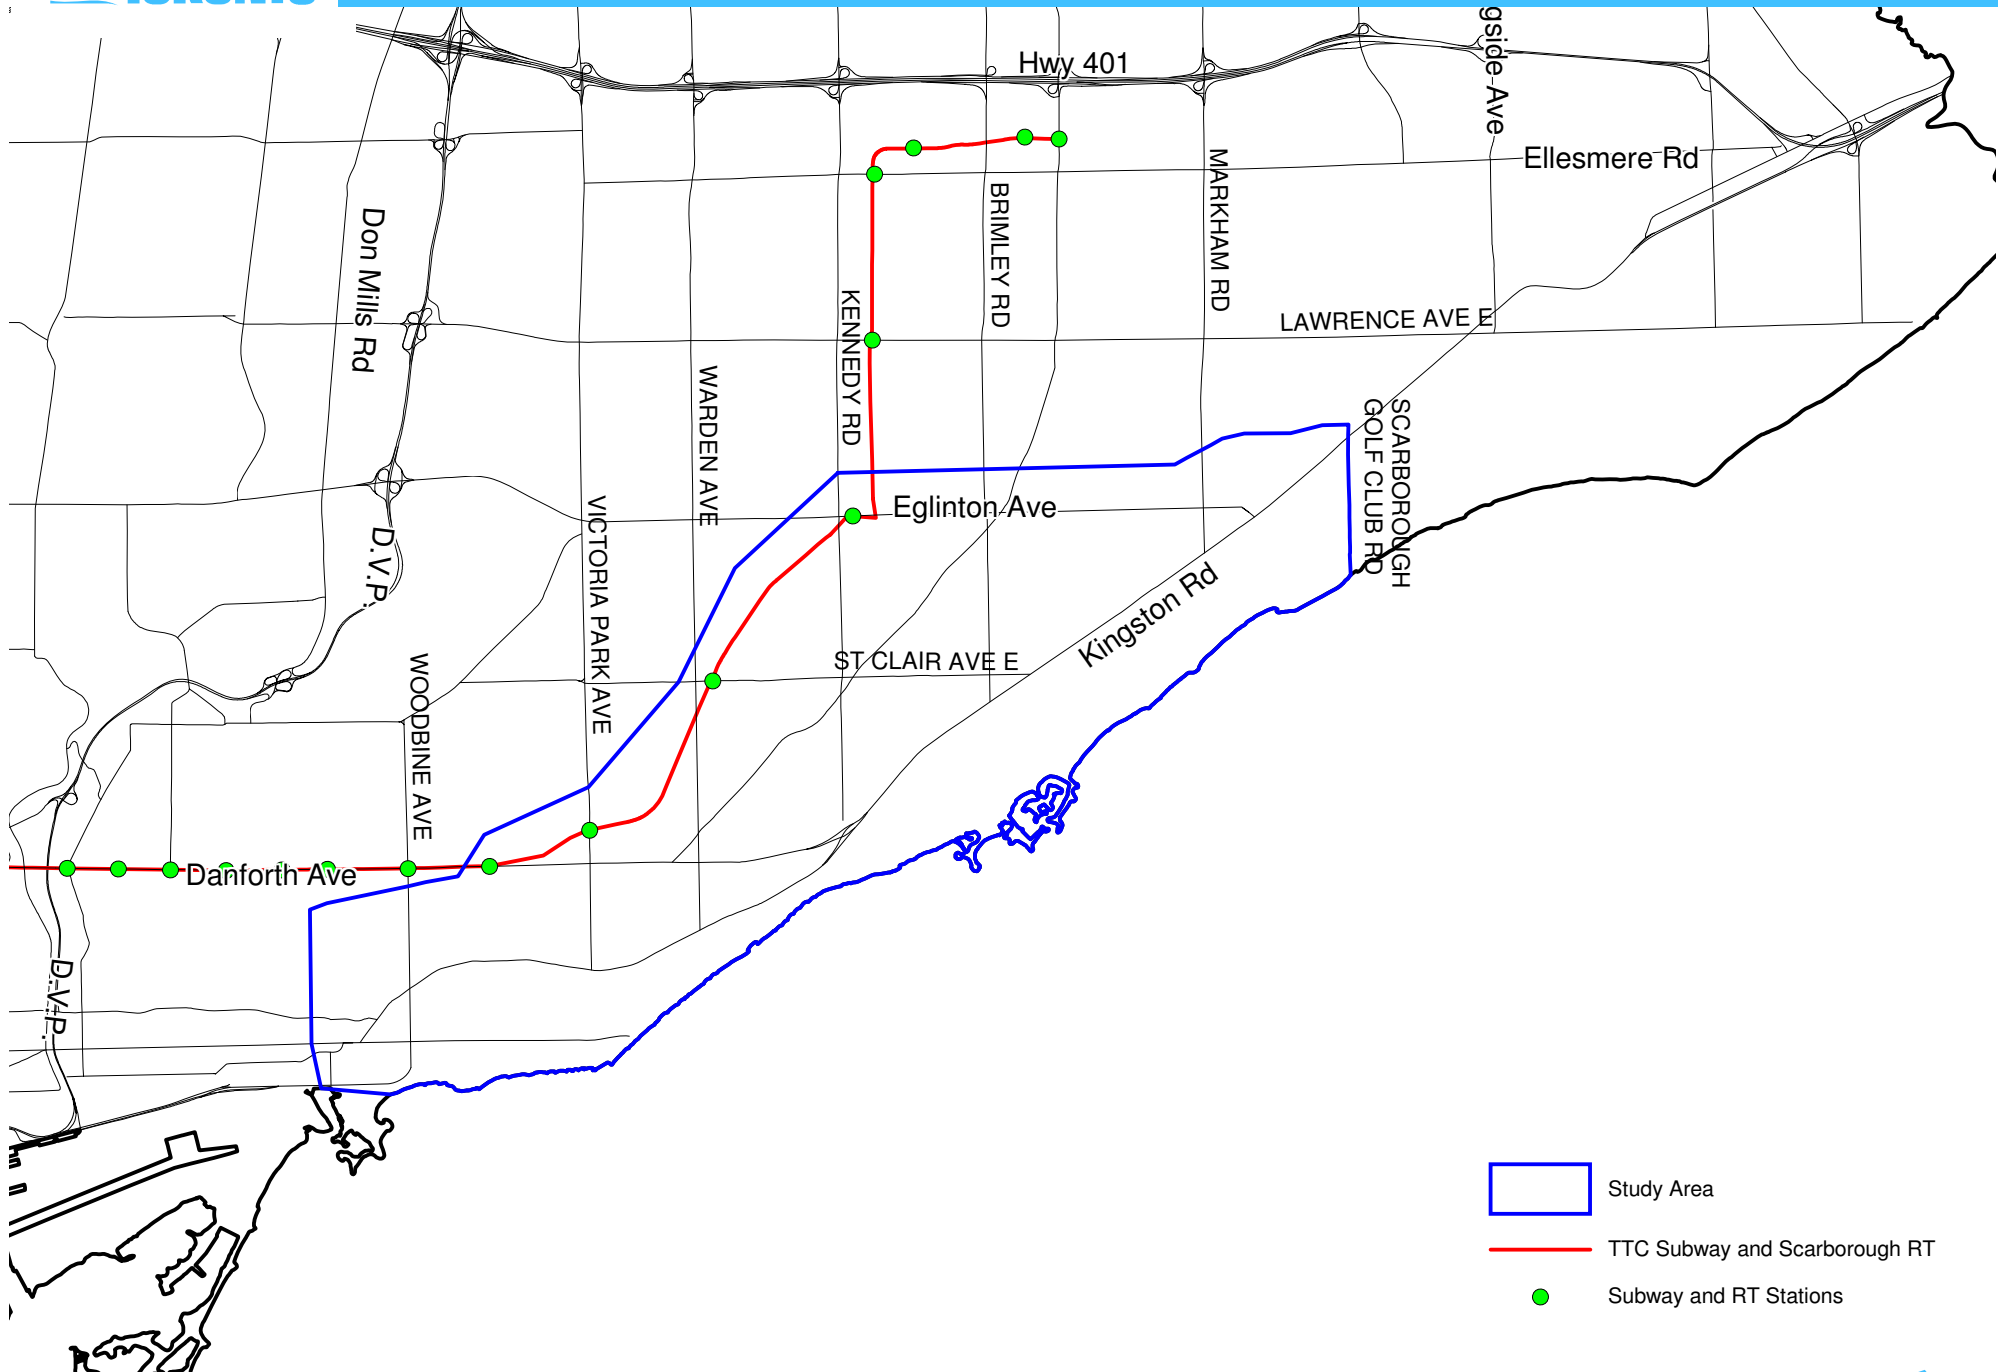 Hwy 401
gside Ave
Ellesmere Rd
MARKHAM RD
BRIMLEY RD
Don Mills Rd
KENNEDY RD
LAWRENCE AVE E
WARDEN AVE
SCARBOROUGH
GOLF CLUB RD
Eglinton Ave
VICTORIA PARK AVE
D.V.P.
Kingston Rd
ST CLAIR AVE E
WOODBINE AVE
Danforth Ave
D.V.P.
Study Area
TTC Subway and Scarborough RT
Subway and RT Stations